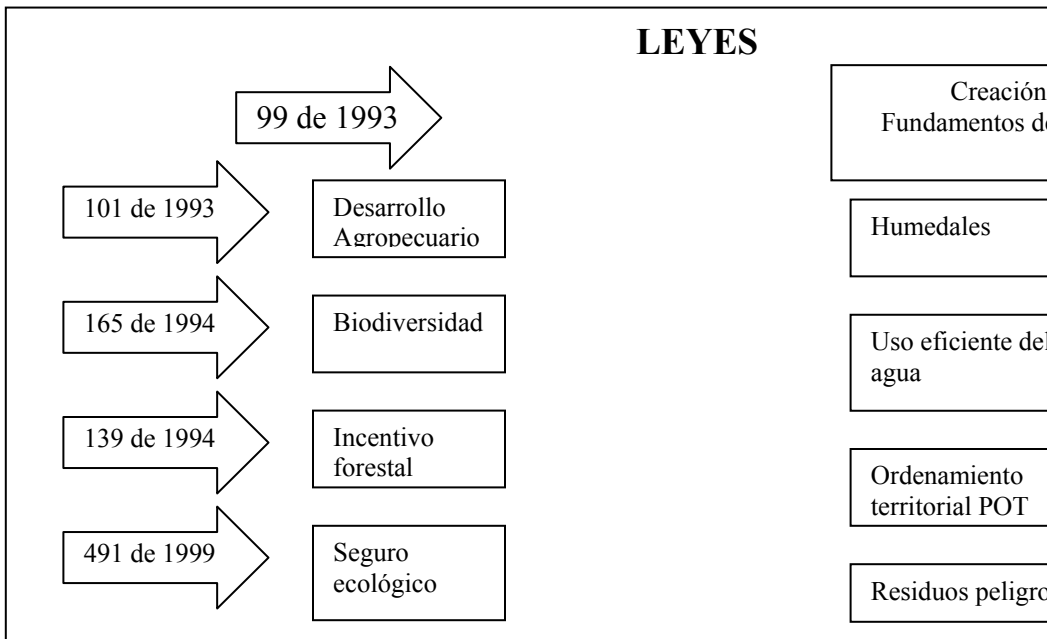 LEYES
99 de 1993
Creación
Fundamentos d
101 de 1993
Desarrollo
Agropecuario
Humedales
165 de 1994
Biodiversidad
Uso eficiente del
agua
139 de 1994
Incentivo
forestal
Ordenamiento
territorial POT
491 de 1999
Seguro
ecológico
Residuos peligro